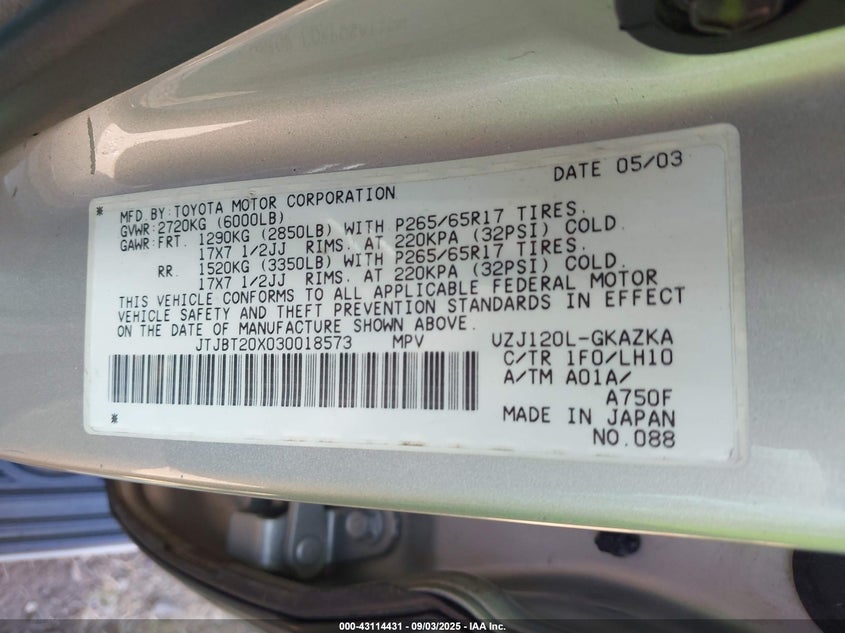 DATE 05/03
* MFD.BY:TOYOTA MOTOR CORPORATION
GVWR:2720KG (6000LB)
GAWR:FRT. 1290KG (2850LB) WITH P265/65R17 TIRES.
17X7 1/2JJ RIMS. AT 220KPA (32PSI) COLD.
RR. 1520KG (3350LB) WITH P265/65R17 TIRES.
17X7 1/2JJ RIMS. AT 220KPA (32PSI) COLD.
THIS VEHICLE CONFORMS TO ALL APPLICABLE FEDERAL MOTOR
VEHICLE SAFETY AND THEFT PREVENTION STANDARDS IN EFFECT
ON THE DATE OF MANUFACTURE SHOWN ABOVE.
JTJBT20X030018573 MPV UZJ120L-GKAZKA
C/TR 1F0/LH10
A/TM A01A/
A750F
MADE IN JAPAN
* NO.088
000-43114431 - 09/03/2025 - IAA Inc.